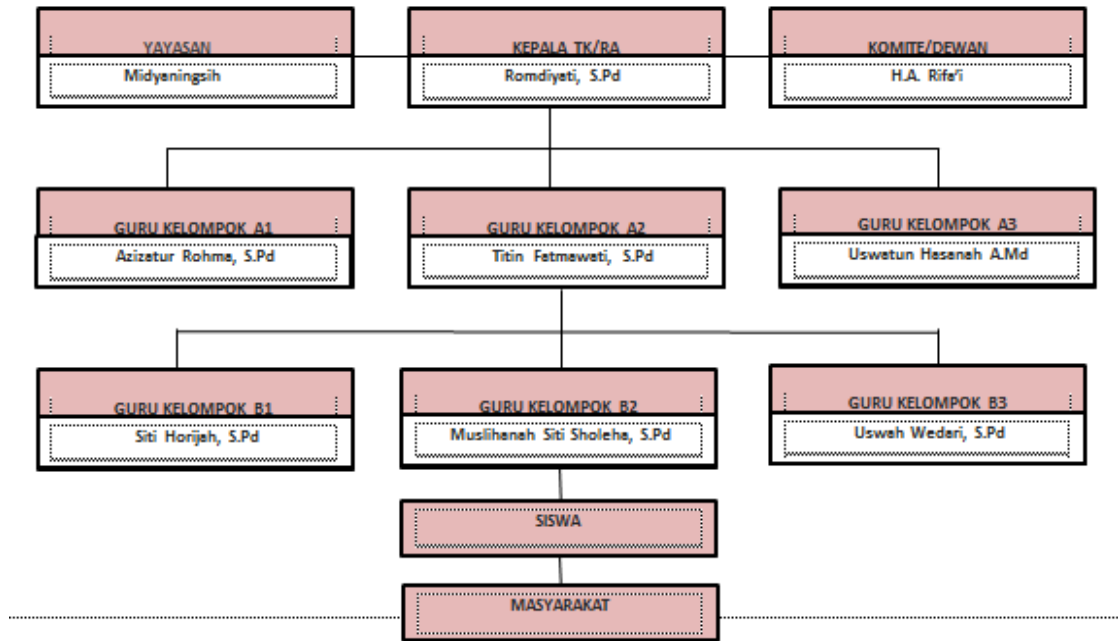 YAYASAN
Midyaningsih
KEPALA TK/RA
Romdiyati, S.Pd
KOMITE/DEWAN
H.A. Rifa'i
GURU KELOMPOK A1
Azizatur Rohma, S.Pd
GURU KELOMPOK A2
Titin Fatmawati, S.Pd
GURU KELOMPOK A3
Uswatun Hasanah A.Md
GURU KELOMPOK B1
Siti Horijah, S.Pd
GURU KELOMPOK B2
Muslihanah Siti Sholeha, S.Pd
GURU KELOMPOK B3
Uswah Wedari, S.Pd
SISWA
MASYARAKAT